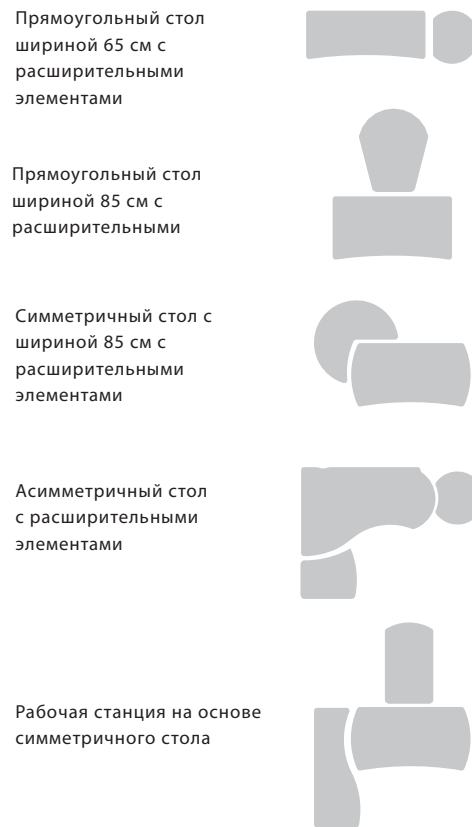 Прямоугольный стол
шириной 65 см с
расширительными
элементами
Прямоугольный стол
шириной 85 см с
расширительными
Симметричный стол с
шириной 85 см с
расширительными
элементами
Асимметричный стол
с расширительными
элементами
Рабочая станция на основе
симметричного стола